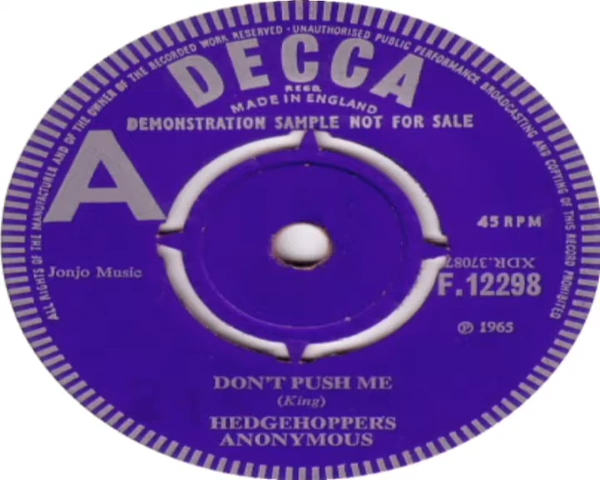 ALL RIGHTS OF THE MANUFACTURER AND OF THE OWNER OF THE RECORDED WORK RESERVED · UNAUTHORISED PUBLIC PERFORMANCE BROADCASTING AND COPYING OF THIS RECORD PROHIBITED
DECCA
REGD.
MADE IN ENGLAND
DEMONSTRATION SAMPLE NOT FOR SALE
A
45 RPM
Jonjo Music
XDR.37087
F.12298
℗ 1965
DON'T PUSH ME
(King)
HEDGEHOPPERS
ANONYMOUS